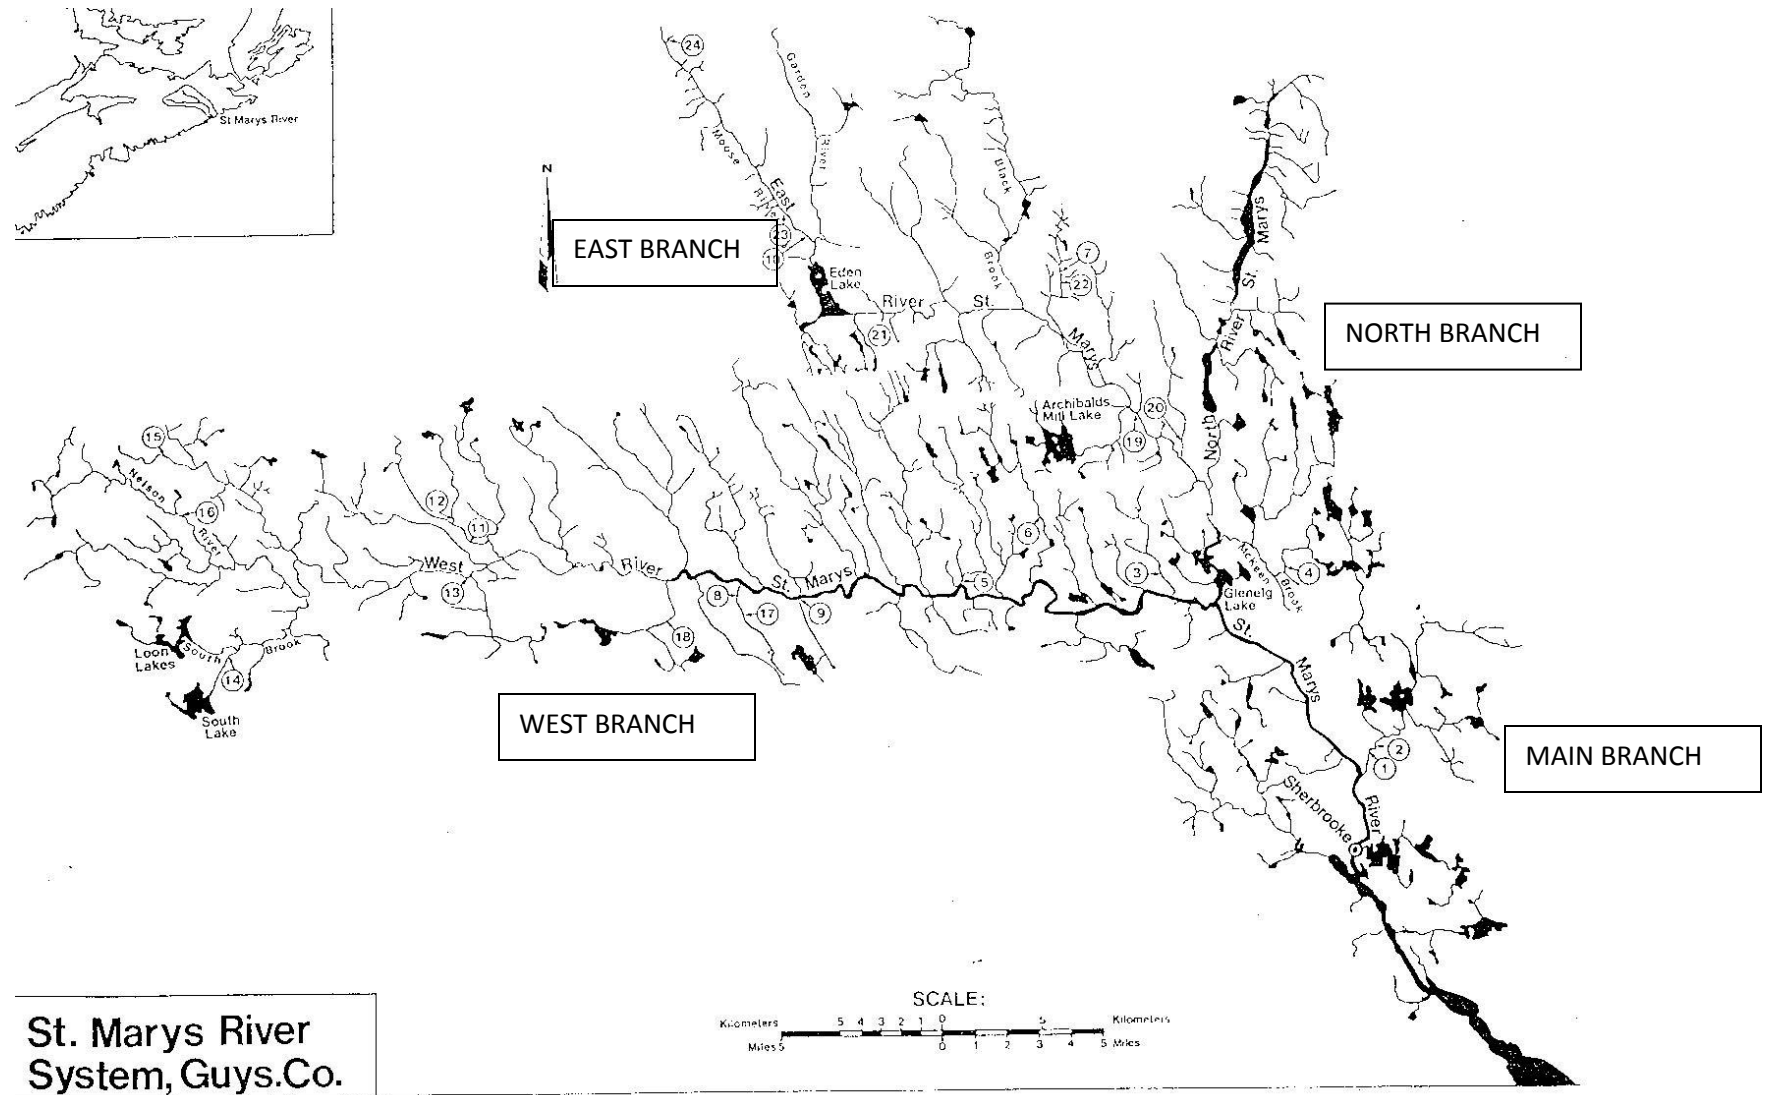 St Marys River
N
24
Garden
River
Mouse
River
East
23
EAST BRANCH
Eden
Lake
River
St.
Marys
21
Black
Brook
7
22
North
River
St.
Marys
NORTH BRANCH
Archibalds
Mill Lake
20
19
15
Nelson
River
16
12
11
13
West
River
St.
Marys
8
17
9
18
5
6
3
McKeen
Brook
4
Glenelg
Lake
Loon
Lakes
South
Brook
14
South
Lake
WEST BRANCH
St.
Marys
River
2
1
MAIN BRANCH
Sherbrooke
SCALE:
Kilometers 5 4 3 2 1 0 5 Kilometers
Miles 5 0 1 2 3 4 5 Miles
St. Marys River
System, Guys.Co.